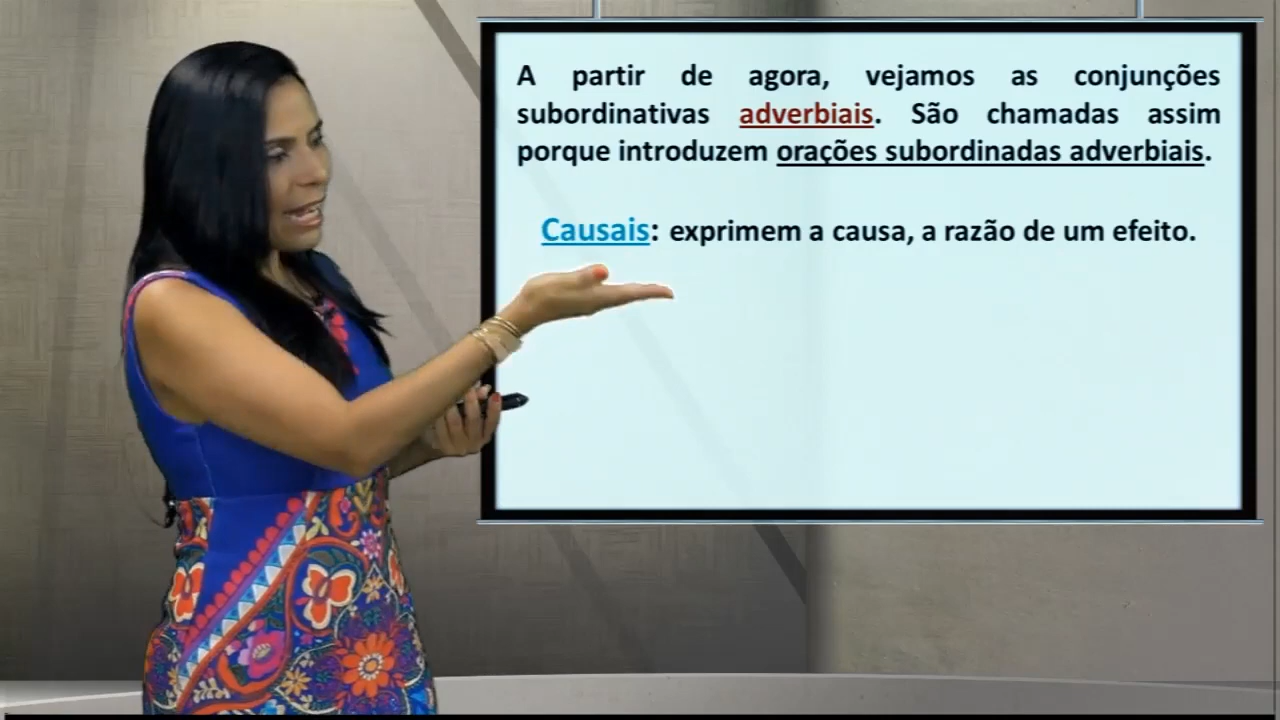 A partir de agora, vejamos as conjunções
subordinativas adverbiais. São chamadas assim
porque introduzem orações subordinadas adverbiais.
Causais: exprimem a causa, a razão de um efeito.